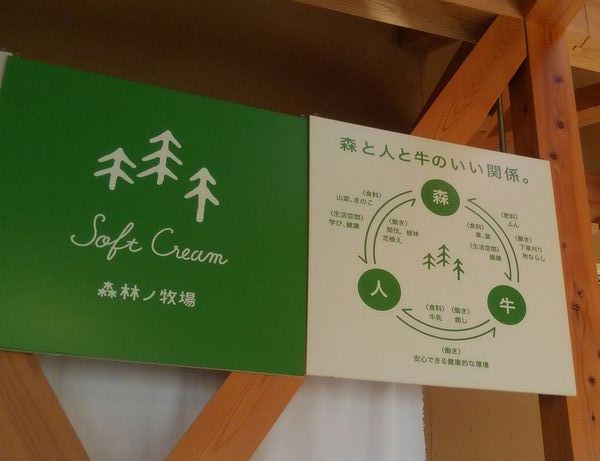 Soft Cream
森林ノ牧場
森と人と牛のいい関係。
森
〈食料〉
山菜、きのこ
〈生活空間〉
学び、健康
〈働き〉
間伐、植林
芝植え
〈肥料〉
ふん
〈働き〉
下草刈り
地ならし
〈食料〉
草、葉
〈生活空間〉
健康
人
牛
〈食料〉
牛乳
〈働き〉
癒し
〈働き〉
安心できる健康的な環境